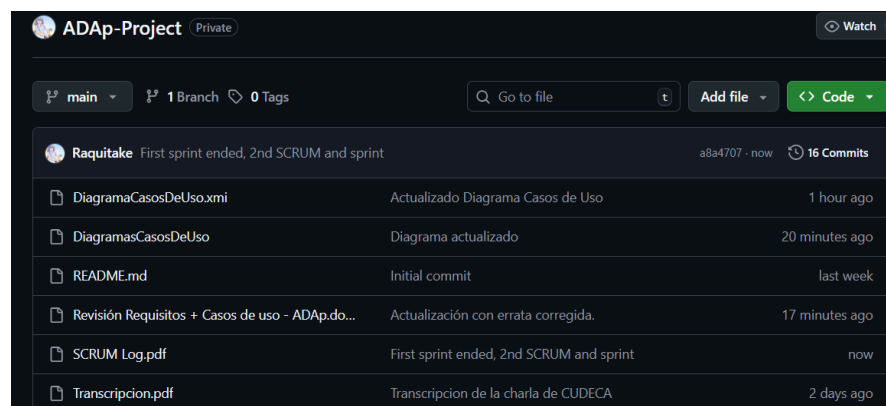 ADAp-Project Private Watch
main 1 Branch 0 Tags Go to file t Add file Code
Raquitake First sprint ended, 2nd SCRUM and sprint a8a4707 · now 16 Commits
DiagramaCasosDeUso.xmi Actualizado Diagrama Casos de Uso 1 hour ago
DiagramasCasosDeUso Diagrama actualizado 20 minutes ago
README.md Initial commit last week
Revisión Requisitos + Casos de uso - ADAp.do... Actualización con errata corregida. 17 minutes ago
SCRUM Log.pdf First sprint ended, 2nd SCRUM and sprint now
Transcripcion.pdf Transcripcion de la charla de CUDECA 2 days ago